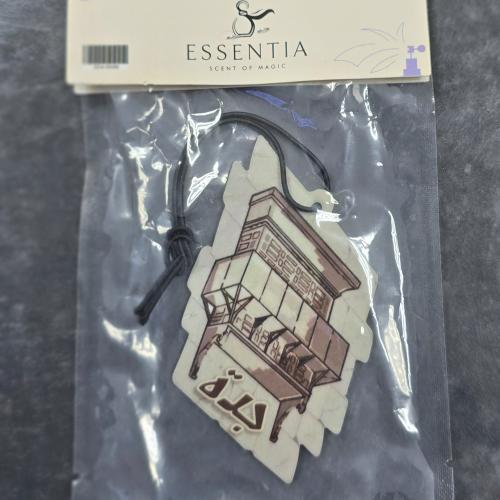 ESSENTIA
SCENT OF MAGIC
جدة